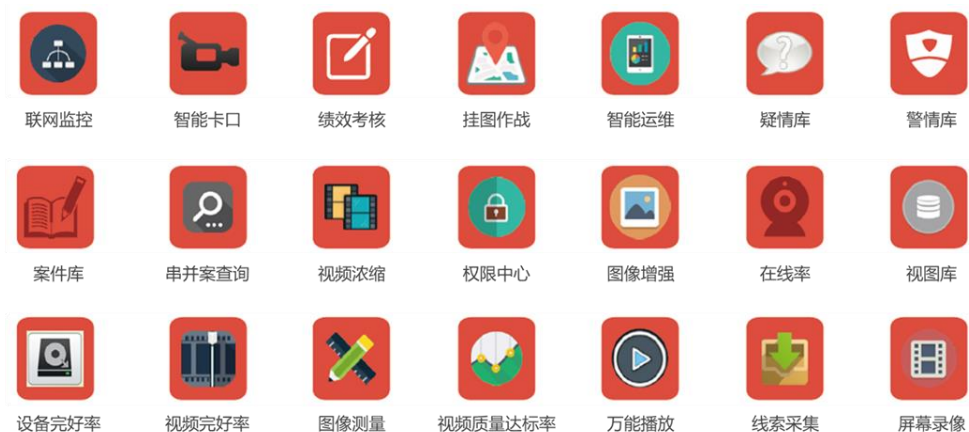 联网监控 智能卡口 绩效考核 挂图作战 智能运维 疑情库 警情库
案件库 串并案查询 视频浓缩 权限中心 图像增强 在线率 视图库
设备完好率 视频完好率 图像测量 视频质量达标率 万能播放 线索采集 屏幕录像